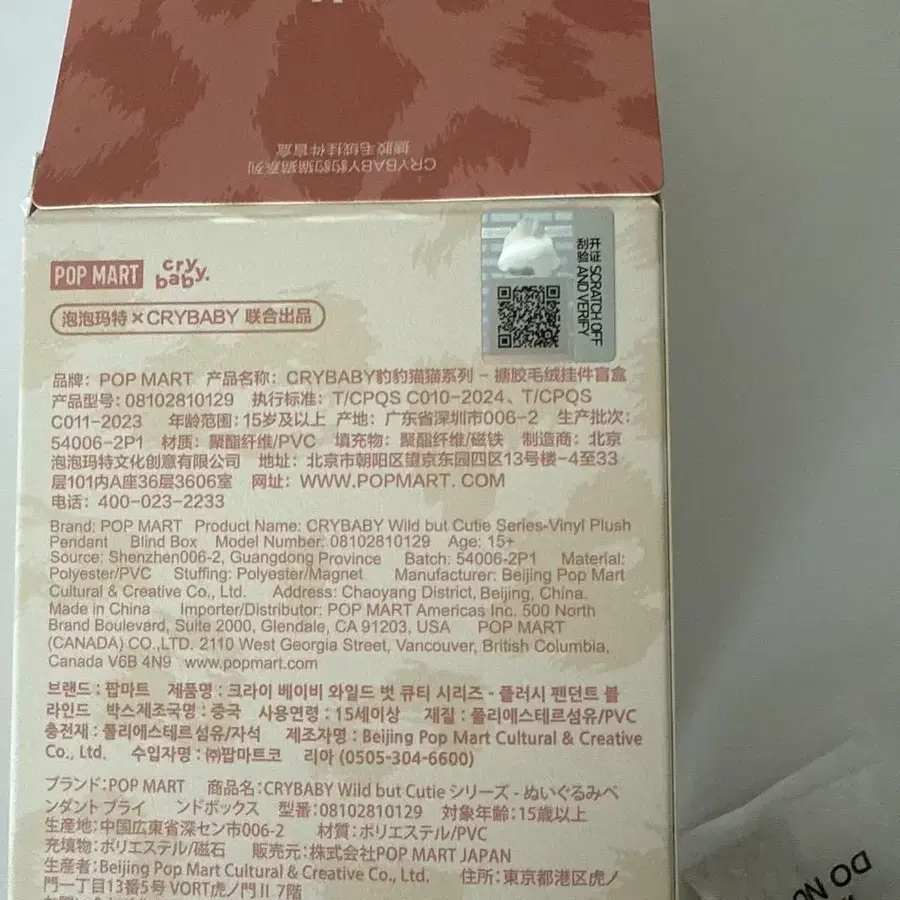 CRYBABY豹豹猫猫系列
搪胶毛绒挂件盲盒
POP MART
cry baby.
刮开验证 SCRATCH OFF AND VERIFY
泡泡玛特×CRYBABY 联合出品
品牌：POP MART 产品名称：CRYBABY豹豹猫猫系列 - 搪胶毛绒挂件盲盒
产品型号：08102810129 执行标准：T/CPQS C010-2024、T/CPQS
C011-2023 年龄范围：15岁及以上 产地：广东省深圳市006-2 生产批次：
54006-2P1 材质：聚酯纤维/PVC 填充物：聚酯纤维/磁铁 制造商：北京
泡泡玛特文化创意有限公司 地址：北京市朝阳区望京东园四区13号楼-4至33
层101内A座36层3606室 网址：WWW.POPMART.COM
电话：400-023-2233
Brand: POP MART Product Name: CRYBABY Wild but Cutie Series-Vinyl Plush
Pendant Blind Box Model Number: 08102810129 Age: 15+
Source: Shenzhen006-2, Guangdong Province Batch: 54006-2P1 Material:
Polyester/PVC Stuffing: Polyester/Magnet Manufacturer: Beijing Pop Mart
Cultural & Creative Co., Ltd. Address: Chaoyang District, Beijing, China.
Made in China Importer/Distributor: POP MART Americas Inc. 500 North
Brand Boulevard, Suite 2000, Glendale, CA 91203, USA POP MART
(CANADA) CO.,LTD. 2110 West Georgia Street, Vancouver, British Columbia,
Canada V6B 4N9 www.popmart.com
브랜드 : 팝마트 제품명 : 크라이 베이비 와일드 벗 큐티 시리즈 - 플러시 펜던트 블
라인드 박스제조국명 : 중국 사용연령 : 15세이상 재질 : 폴리에스테르섬유/PVC
충전재 : 폴리에스테르섬유/자석 제조자명 : Beijing Pop Mart Cultural & Creative
Co., Ltd. 수입자명 : ㈜팝마트코 리아 (0505-304-6600)
ブランド:POP MART 商品名:CRYBABY Wild but Cutie シリーズ - ぬいぐるみペ
ンダント ブライ ンドボックス 型番:08102810129 対象年齢:15歳以上
生産地:中国広東省深セン市006-2 材質:ポリエステル/PVC
充填物:ポリエステル/磁石 販売元:株式会社POP MART JAPAN
生産者:Beijing Pop Mart Cultural & Creative Co., Ltd. 住所:東京都港区虎ノ
門一丁目13番5号 VORT虎ノ門II 7階
DO NO